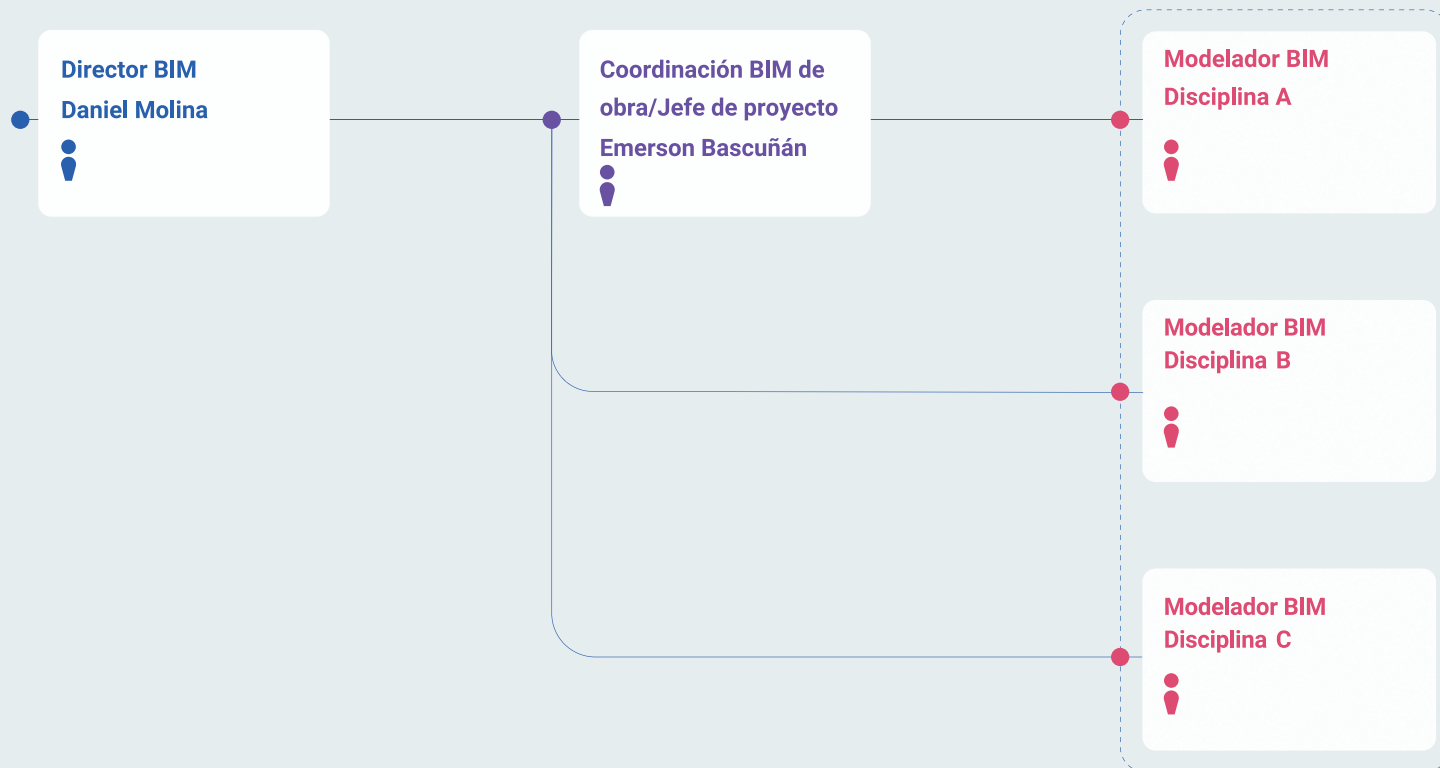 Director BIM
Daniel Molina
Coordinación BIM de
obra/Jefe de proyecto
Emerson Bascuñán
Modelador BIM
Disciplina A
Modelador BIM
Disciplina B
Modelador BIM
Disciplina C